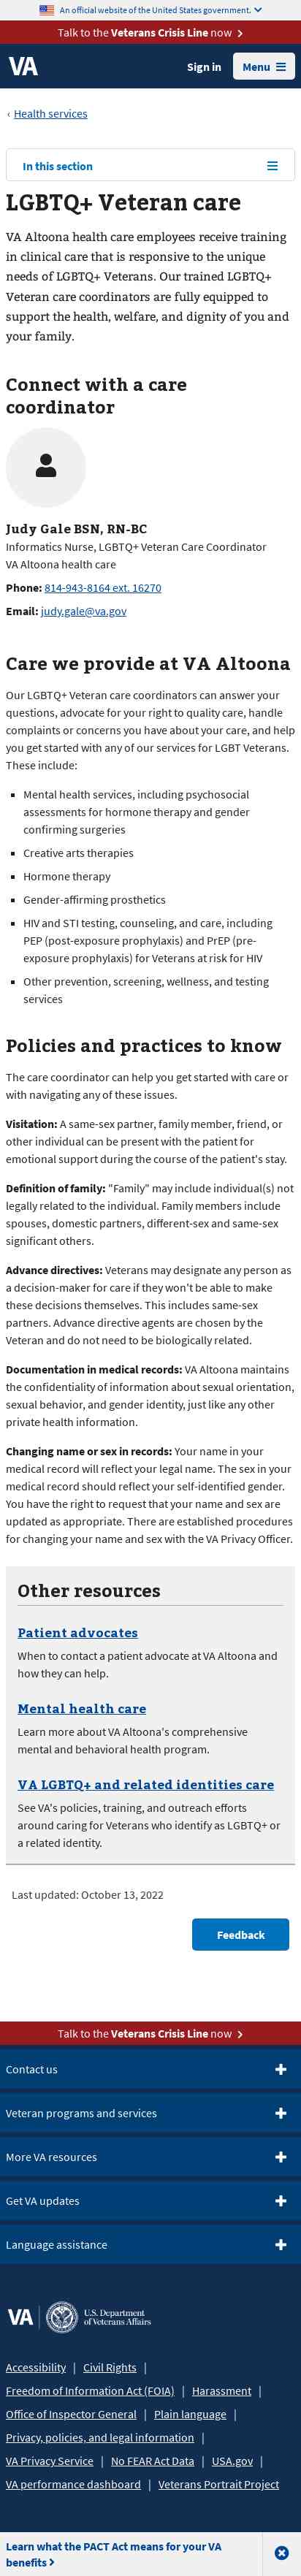 An official website of the United States government.
Talk to the Veterans Crisis Line now
VA
Sign in
Menu
‹ Health services
In this section
LGBTQ+ Veteran care
VA Altoona health care employees receive training
in clinical care that is responsive to the unique
needs of LGBTQ+ Veterans. Our trained LGBTQ+
Veteran care coordinators are fully equipped to
support the health, welfare, and dignity of you and
your family.
Connect with a care
coordinator
Judy Gale BSN, RN-BC
Informatics Nurse, LGBTQ+ Veteran Care Coordinator
VA Altoona health care
Phone: 814-943-8164 ext. 16270
Email: judy.gale@va.gov
Care we provide at VA Altoona
Our LGBTQ+ Veteran care coordinators can answer your
questions, advocate for your right to quality care, handle
complaints or concerns you have about your care, and help
you get started with any of our services for LGBT Veterans.
These include:
Mental health services, including psychosocial
assessments for hormone therapy and gender
confirming surgeries
Creative arts therapies
Hormone therapy
Gender-affirming prosthetics
HIV and STI testing, counseling, and care, including
PEP (post-exposure prophylaxis) and PrEP (pre-
exposure prophylaxis) for Veterans at risk for HIV
Other prevention, screening, wellness, and testing
services
Policies and practices to know
The care coordinator can help you get started with care or
with navigating any of these issues.
Visitation: A same-sex partner, family member, friend, or
other individual can be present with the patient for
emotional support during the course of the patient's stay.
Definition of family: "Family" may include individual(s) not
legally related to the individual. Family members include
spouses, domestic partners, different-sex and same-sex
significant others.
Advance directives: Veterans may designate any person as
a decision-maker for care if they won't be able to make
these decisions themselves. This includes same-sex
partners. Advance directive agents are chosen by the
Veteran and do not need to be biologically related.
Documentation in medical records: VA Altoona maintains
the confidentiality of information about sexual orientation,
sexual behavior, and gender identity, just like any other
private health information.
Changing name or sex in records: Your name in your
medical record will reflect your legal name. The sex in your
medical record should reflect your self-identified gender.
You have the right to request that your name and sex are
updated as appropriate. There are established procedures
for changing your name and sex with the VA Privacy Officer.
Other resources
Patient advocates
When to contact a patient advocate at VA Altoona and
how they can help.
Mental health care
Learn more about VA Altoona's comprehensive
mental and behavioral health program.
VA LGBTQ+ and related identities care
See VA's policies, training, and outreach efforts
around caring for Veterans who identify as LGBTQ+ or
a related identity.
Last updated: October 13, 2022
Feedback
Talk to the Veterans Crisis Line now
Contact us
Veteran programs and services
More VA resources
Get VA updates
Language assistance
VA
U.S. Department
of Veterans Affairs
Accessibility | Civil Rights |
Freedom of Information Act (FOIA) | Harassment |
Office of Inspector General | Plain language |
Privacy, policies, and legal information |
VA Privacy Service | No FEAR Act Data | USA.gov |
VA performance dashboard | Veterans Portrait Project
Learn what the PACT Act means for your VA
benefits